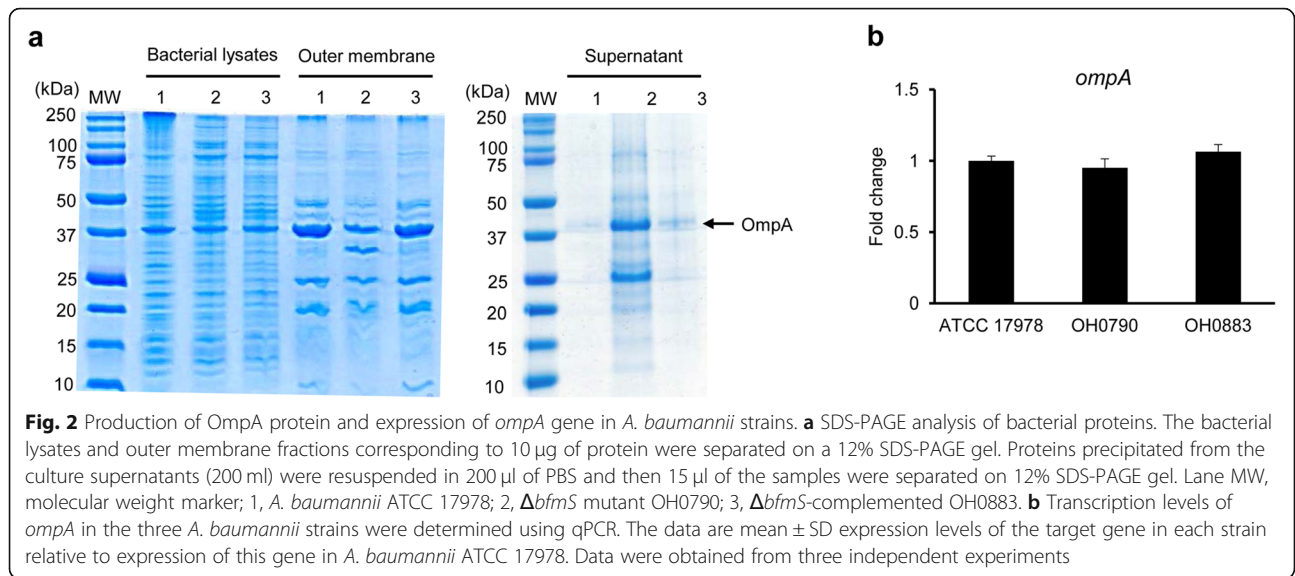 a
Bacterial lysates Outer membrane
(kDa) MW 1 2 3 1 2 3
250
100
75
50
37
25
20
15
10
Supernatant
(kDa) MW 1 2 3
250
100
75
50
37
25
20
15
10
OmpA
b
ompA
Fold change
1.5
1
0.5
0
ATCC 17978 OH0790 OH0883
Fig. 2 Production of OmpA protein and expression of ompA gene in A. baumannii strains. a SDS-PAGE analysis of bacterial proteins. The bacterial
lysates and outer membrane fractions corresponding to 10 μg of protein were separated on a 12% SDS-PAGE gel. Proteins precipitated from the
culture supernatants (200 ml) were resuspended in 200 μl of PBS and then 15 μl of the samples were separated on 12% SDS-PAGE gel. Lane MW,
molecular weight marker; 1, A. baumannii ATCC 17978; 2, ΔbfmS mutant OH0790; 3, ΔbfmS-complemented OH0883. b Transcription levels of
ompA in the three A. baumannii strains were determined using qPCR. The data are mean ± SD expression levels of the target gene in each strain
relative to expression of this gene in A. baumannii ATCC 17978. Data were obtained from three independent experiments